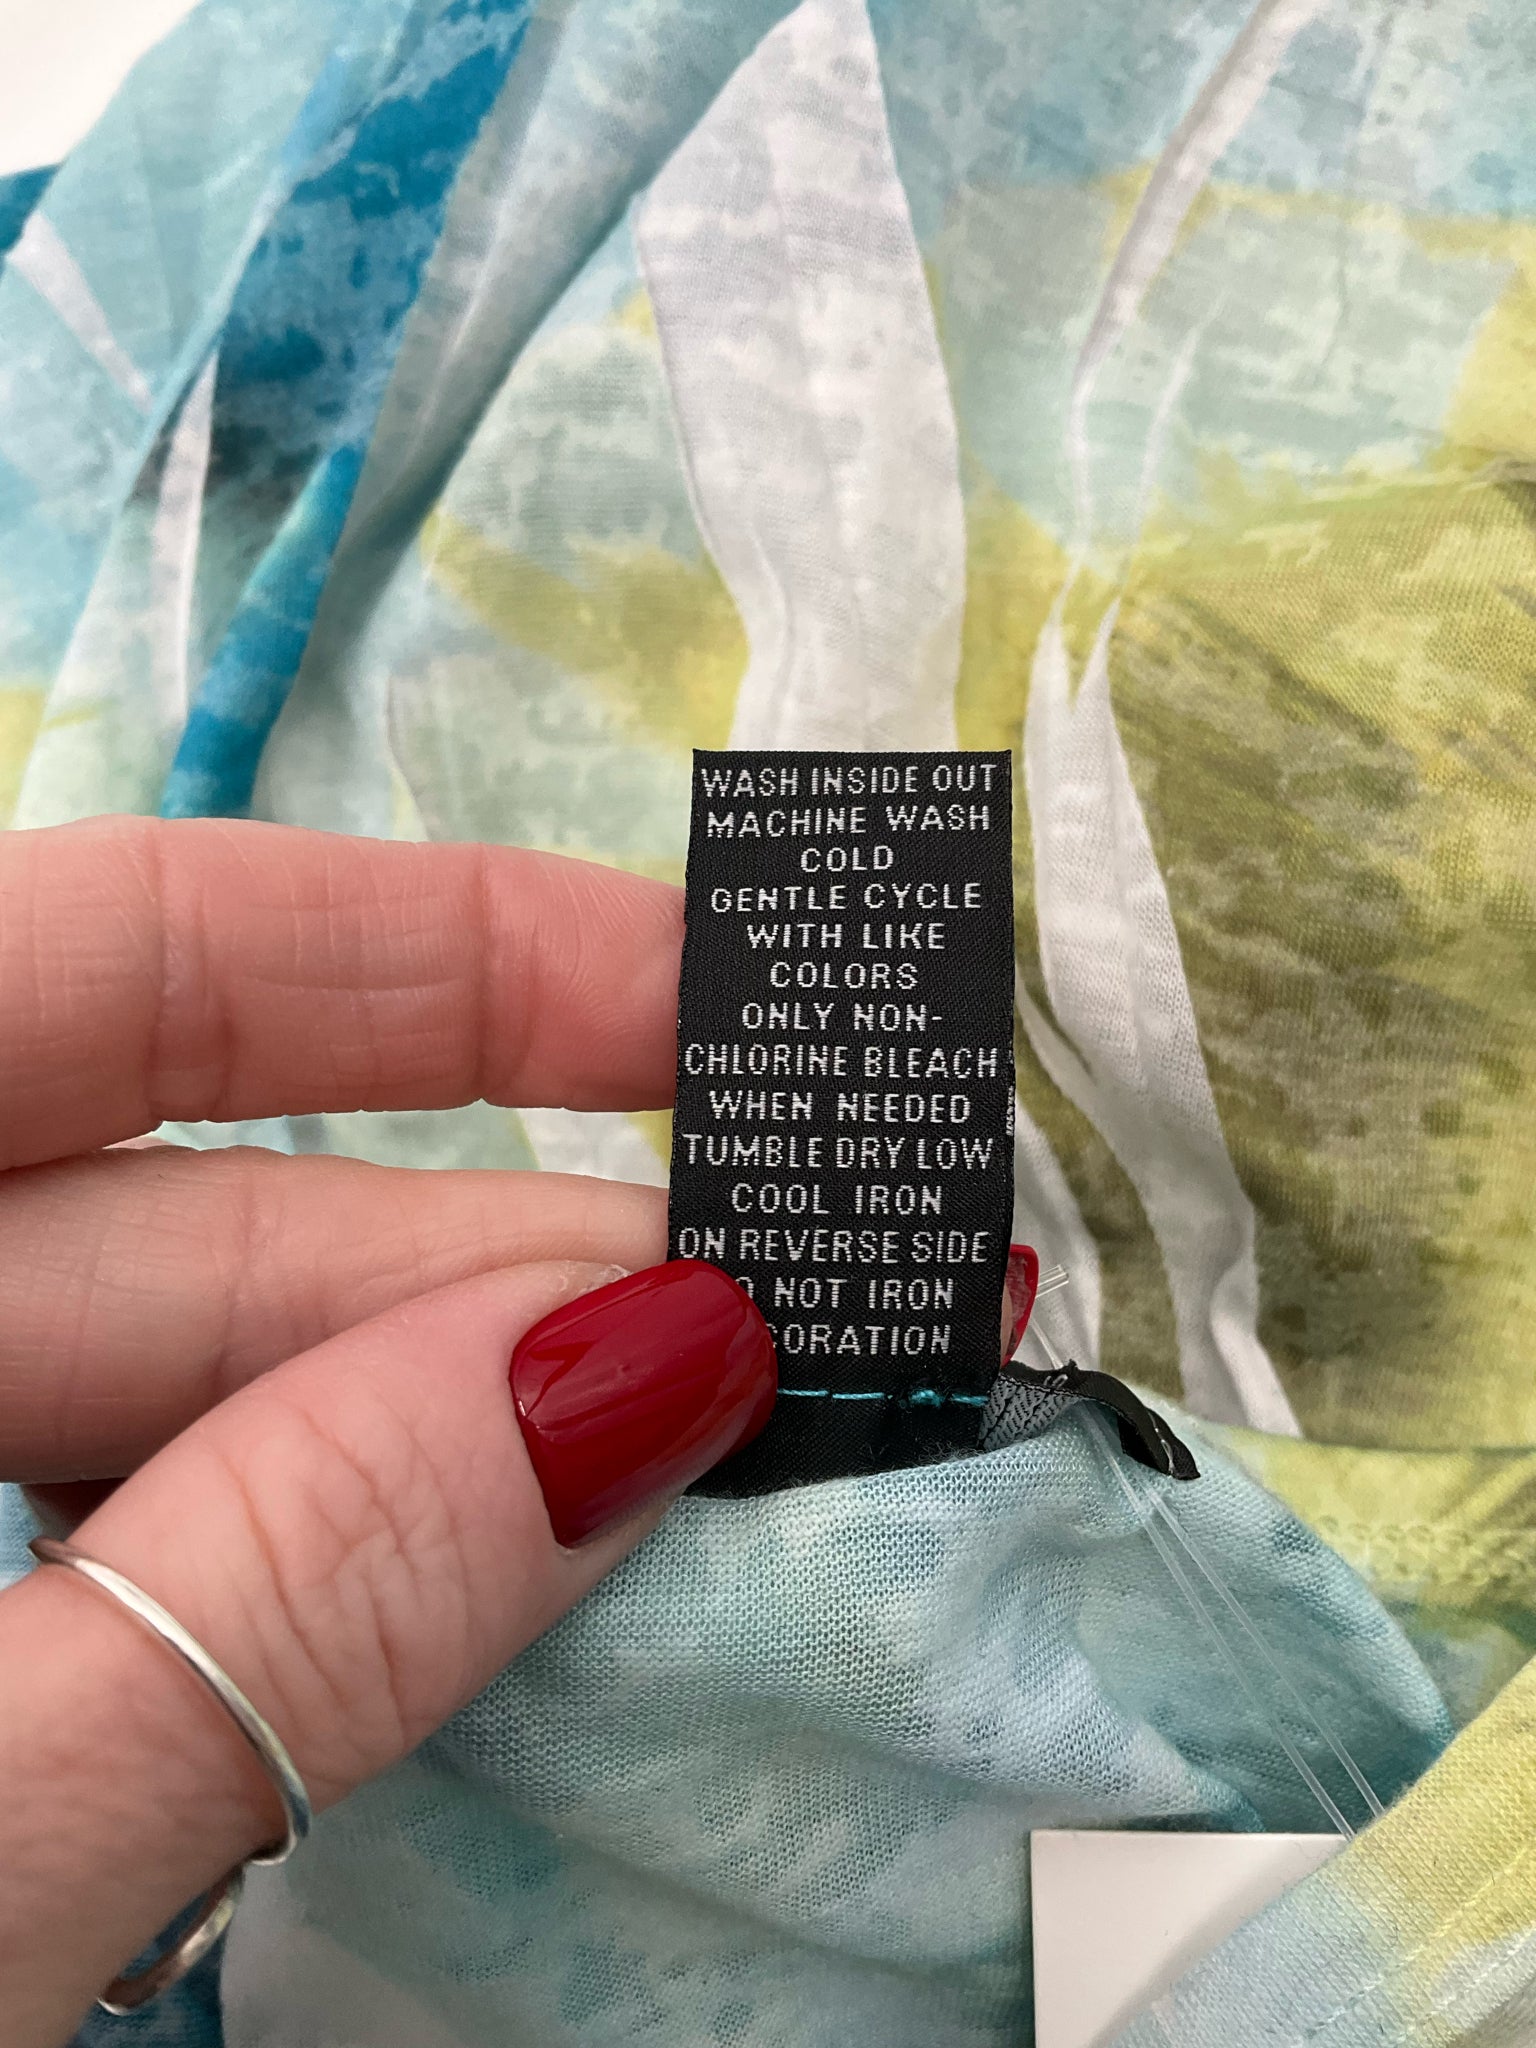 WASH INSIDE OUT
MACHINE WASH
COLD
GENTLE CYCLE
WITH LIKE
COLORS
ONLY NON-
CHLORINE BLEACH
WHEN NEEDED
TUMBLE DRY LOW
COOL IRON
ON REVERSE SIDE
NOT IRON